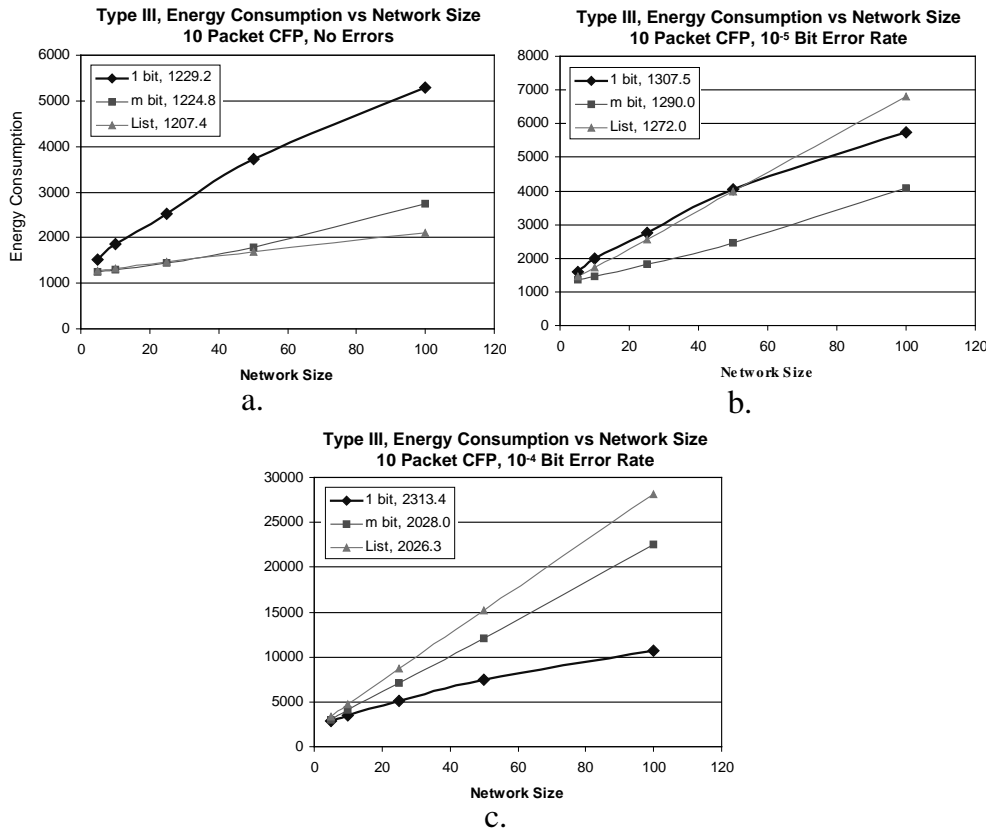 Type III, Energy Consumption vs Network Size
10 Packet CFP, No Errors
6000
5000
4000
3000
2000
1000
0
Energy Consumption
1 bit, 1229.2
m bit, 1224.8
List, 1207.4
0 20 40 60 80 100 120
Network Size
a.
Type III, Energy Consumption vs Network Size
10 Packet CFP, 10⁻⁵ Bit Error Rate
8000
7000
6000
5000
4000
3000
2000
1000
0
1 bit, 1307.5
m bit, 1290.0
List, 1272.0
0 20 40 60 80 100 120
Network Size
b.
Type III, Energy Consumption vs Network Size
10 Packet CFP, 10⁻⁴ Bit Error Rate
30000
25000
20000
15000
10000
5000
0
1 bit, 2313.4
m bit, 2028.0
List, 2026.3
0 20 40 60 80 100 120
Network Size
c.